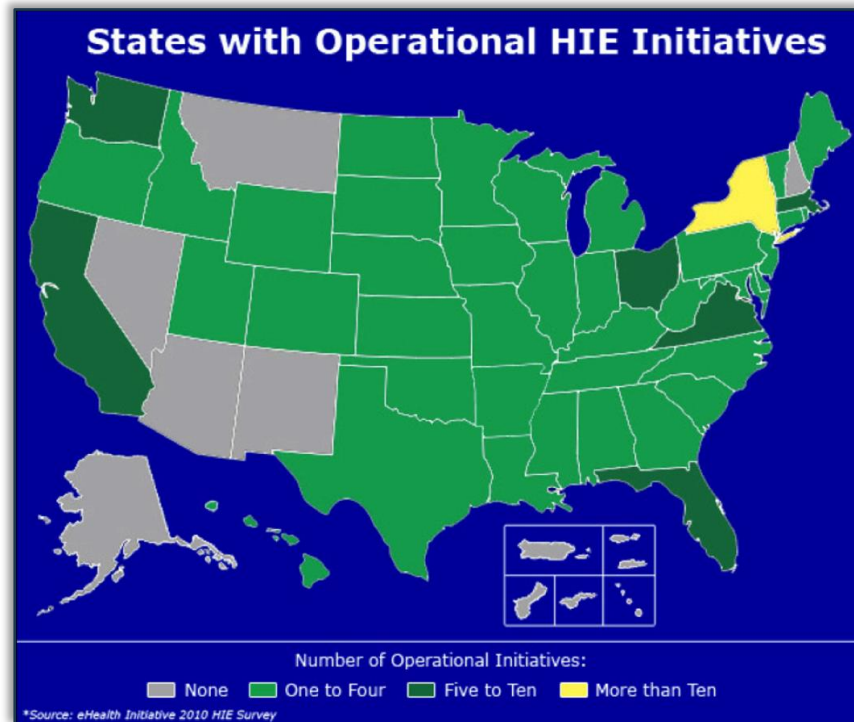 States with Operational HIE Initiatives
Number of Operational Initiatives:
None One to Four Five to Ten More than Ten
*Source: eHealth Initiative 2010 HIE Survey